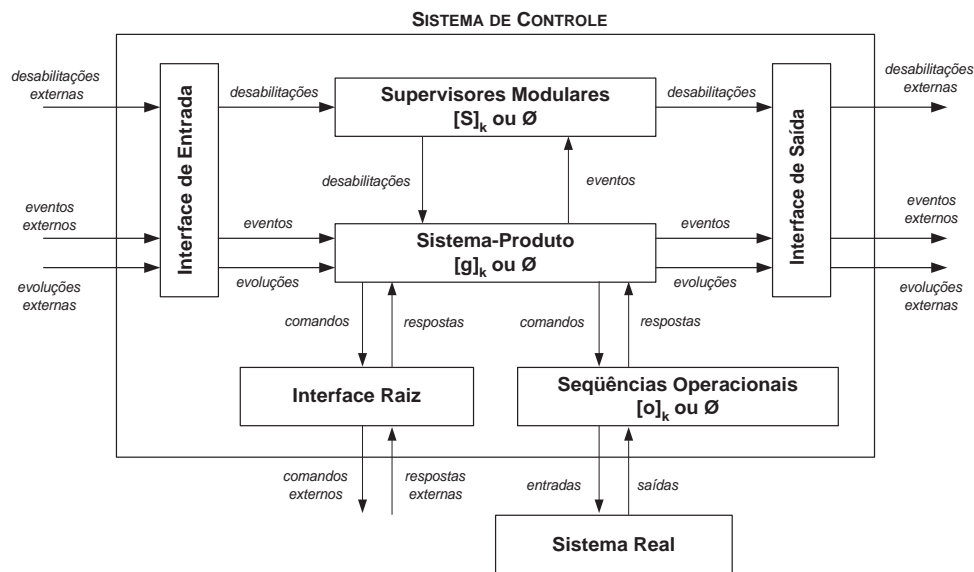 SISTEMA DE CONTROLE
desabilitações
externas
desabilitações
Supervisores Modulares
[S]k ou Ø
desabilitações
desabilitações
externas
Interface de Entrada
Interface de Saída
desabilitações
eventos
eventos
externos
eventos
Sistema-Produto
[g]k ou Ø
eventos
eventos
externos
evoluções
externas
evoluções
evoluções
evoluções
externas
comandos
respostas
comandos
respostas
Interface Raiz
Seqüências Operacionais
[o]k ou Ø
comandos
externos
respostas
externas
entradas
saídas
Sistema Real